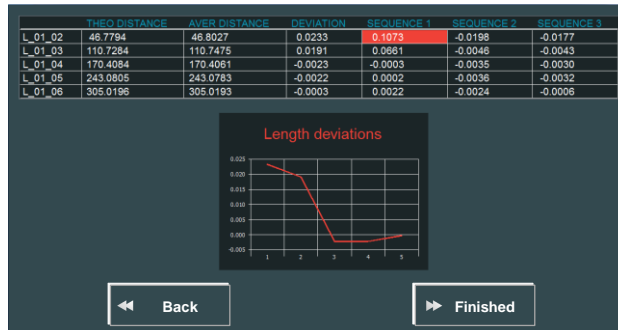 THEO DISTANCE AVER DISTANCE DEVIATION SEQUENCE 1 SEQUENCE 2 SEQUENCE 3
L_01_02 46.7794 46.8027 0.0233 0.1073 -0.0198 -0.0177
L_01_03 110.7284 110.7475 0.0191 0.0661 -0.0046 -0.0043
L_01_04 170.4084 170.4061 -0.0023 -0.0003 -0.0035 -0.0030
L_01_05 243.0805 243.0783 -0.0022 0.0002 -0.0036 -0.0032
L_01_06 305.0196 305.0193 -0.0003 0.0022 -0.0024 -0.0006
Length deviations
0.025
0.020
0.015
0.010
0.005
0.000
-0.005
1 2 3 4 5
Back Finished